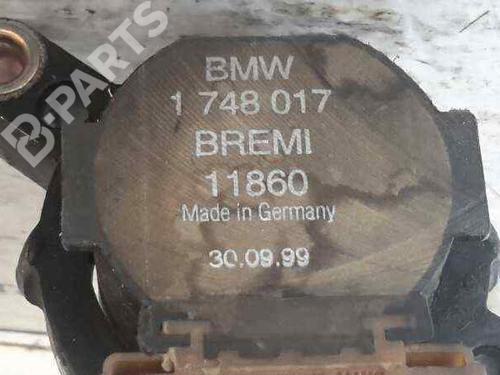 BMW
1 748 017
BREMI
11860
Made in Germany
30.09.99
B-PARTS